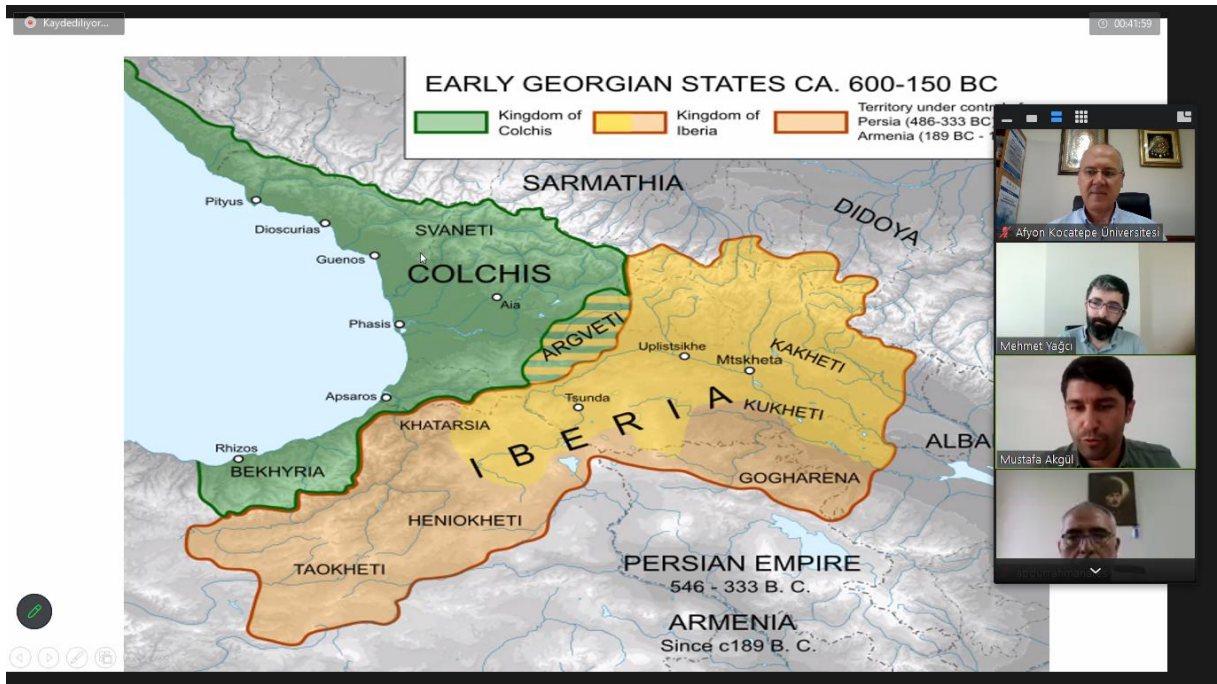 Kaydediliyor...
00:41:59
EARLY GEORGIAN STATES CA. 600-150 BC
Kingdom of
Colchis
Kingdom of
Iberia
Territory under
Persia (486-333 BC
Armenia (189 BC -
SARMATHIA
DIDOYA
Pityus
Dioscurias
SVANETI
Guenos
COLCHIS
Aia
Phasis
ARGVETI
Uplistsikhe
Mtskheta
KAKHETI
Apsaros
Tsunda
KHATARSIA
IBERIA
KUKHETI
ALBA
Rhizos
BEKHYRIA
GOGHARENA
HENIOKHETI
TAOKHETI
PERSIAN EMPIRE
546 - 333 B. C.
ARMENIA
Since c189 B. C.
Afyon Kocatepe Üniversitesi
Mehmet Yağcı
Mustafa Akgül